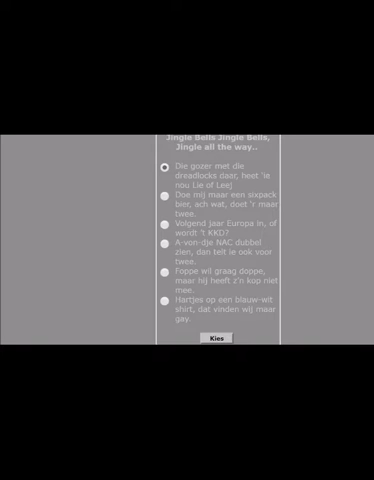 Jingle Bells Jingle Bells,
Jingle all the way..
Die gozer met die
dreadlocks daar, heet 'ie
nou Lie of Lee¡
Doe mij maar een sixpack
bier, ach wat, doet 'r maar
twee.
Volgend jaar Europa in, of
wordt 't KKD?
A-von-dje NAC dubbel
zien, dan telt ie ook voor
twee.
Foppe wil graag doppe,
maar hij heeft z'n kop niet
mee.
Hartjes op een blauw-wit
shirt, dat vinden wij maar
gay.
Kies